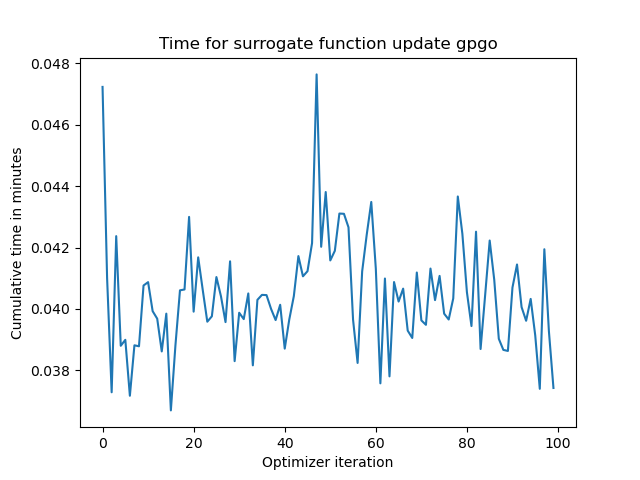 Time for surrogate function update gpgo
Cumulative time in minutes
0.048
0.046
0.044
0.042
0.040
0.038
0 20 40 60 80 100
Optimizer iteration